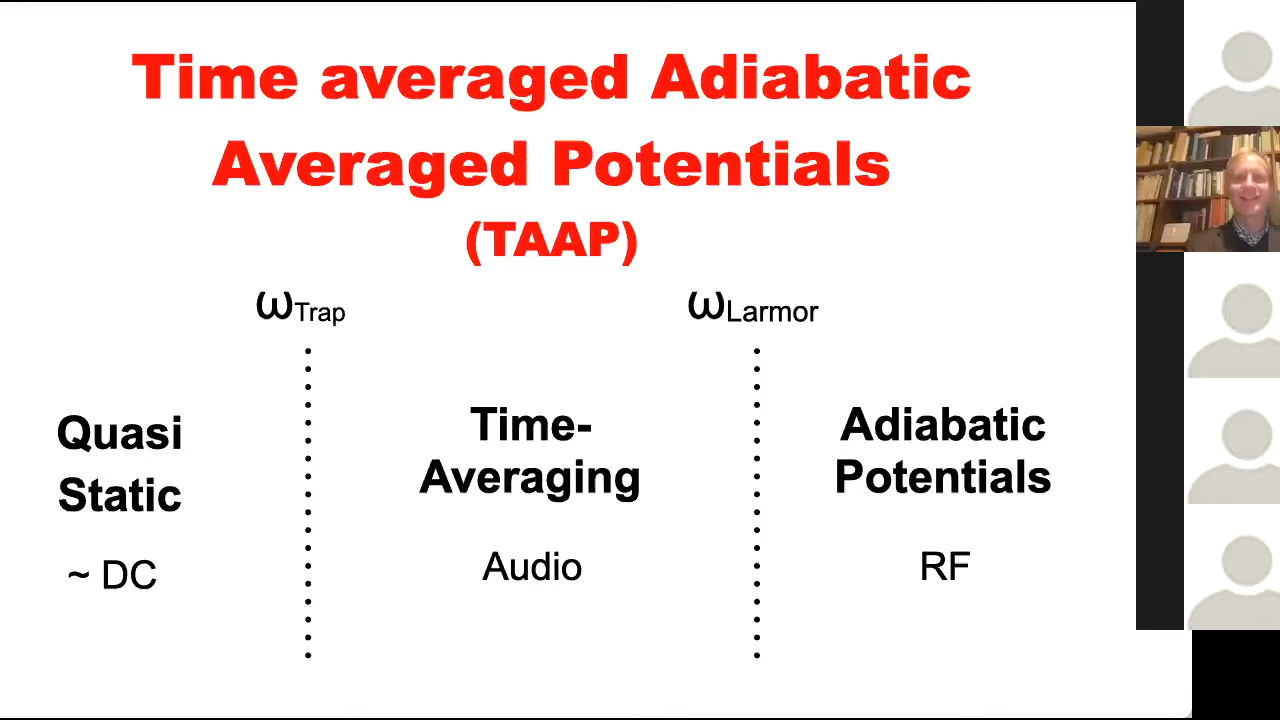 Time averaged Adiabatic
Averaged Potentials
(TAAP)
ωTrap
ωLarmor
Quasi
Static
~ DC
Time-
Averaging
Audio
Adiabatic
Potentials
RF